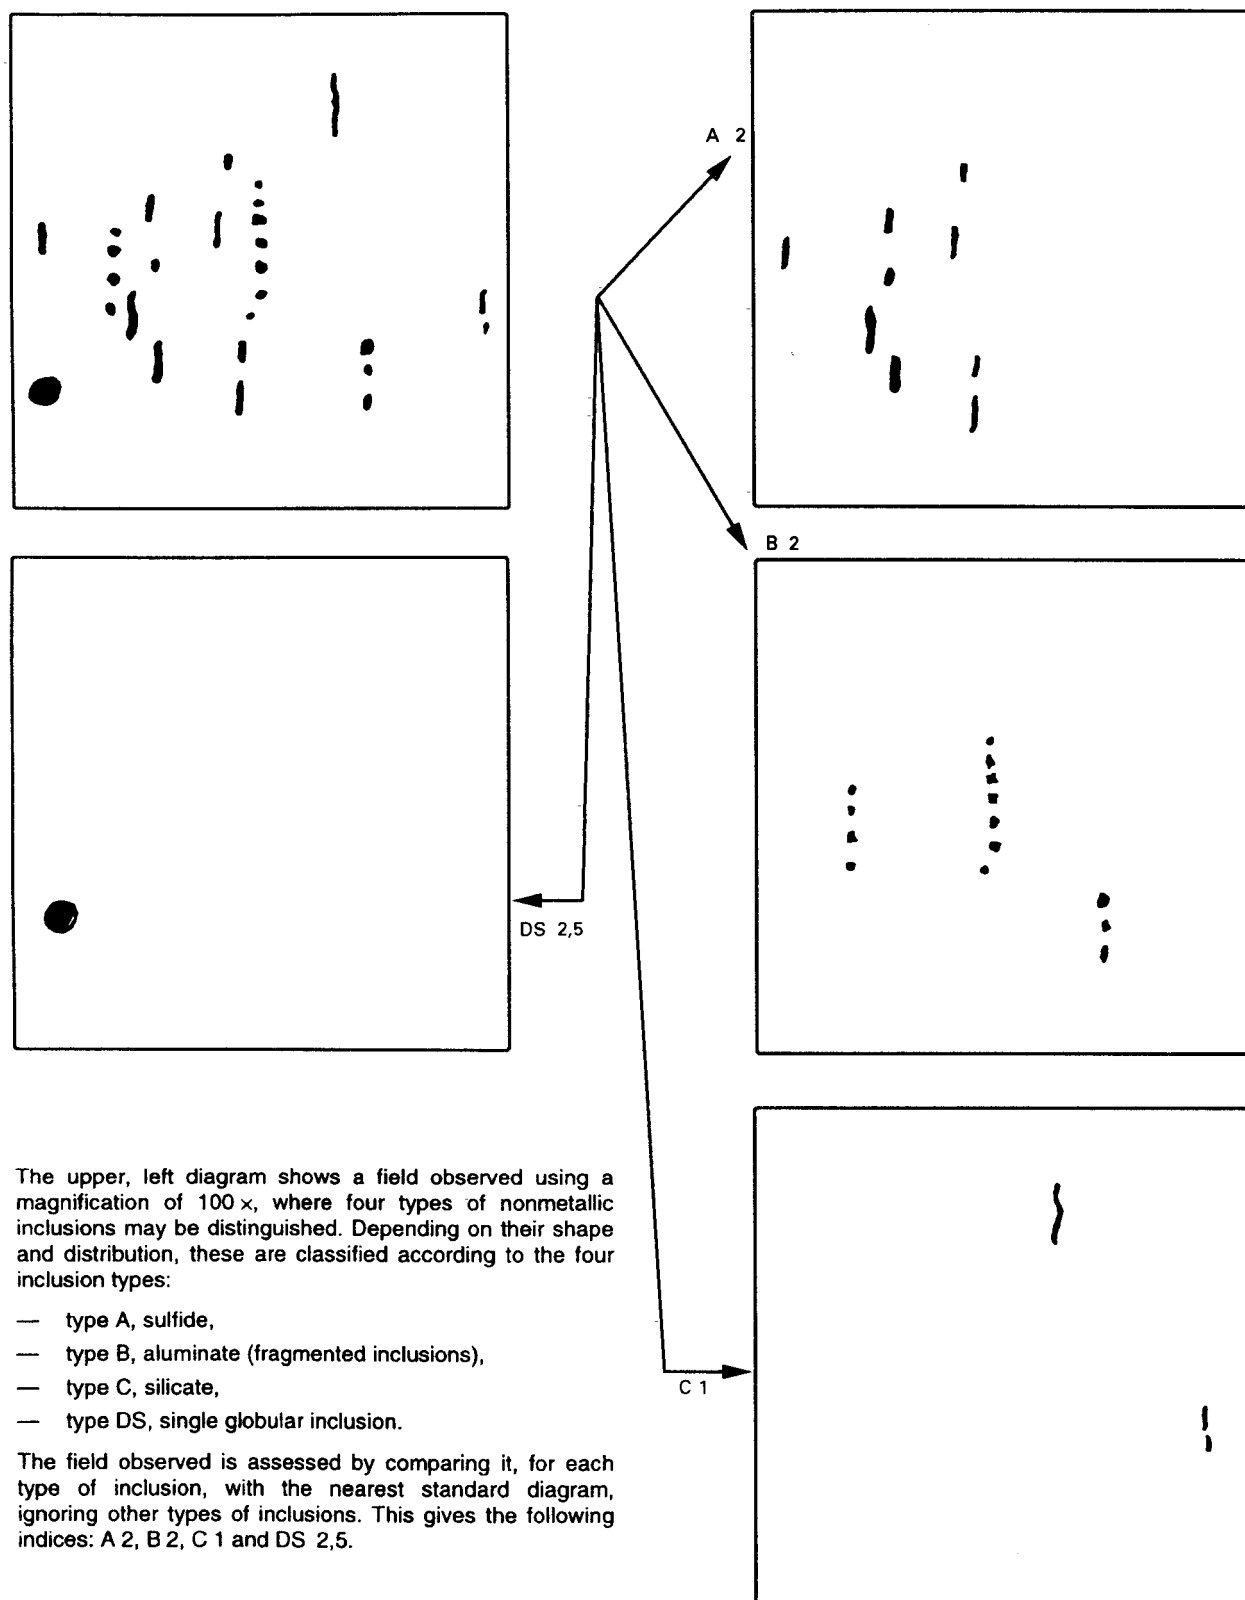 A 2
B 2
DS 2,5
C 1
The upper, left diagram shows a field observed using a
magnification of 100 ×, where four types of nonmetallic
inclusions may be distinguished. Depending on their shape
and distribution, these are classified according to the four
inclusion types:
— type A, sulfide,
— type B, aluminate (fragmented inclusions),
— type C, silicate,
— type DS, single globular inclusion.
The field observed is assessed by comparing it, for each
type of inclusion, with the nearest standard diagram,
ignoring other types of inclusions. This gives the following
indices: A 2, B 2, C 1 and DS 2,5.